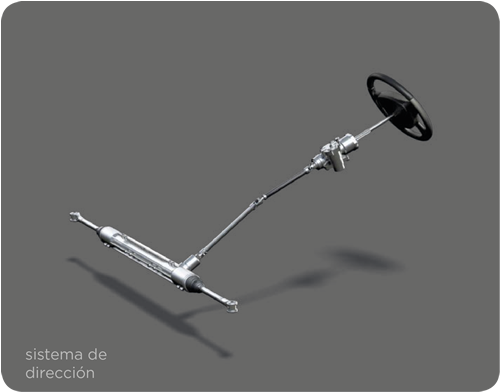 sistema de
dirección